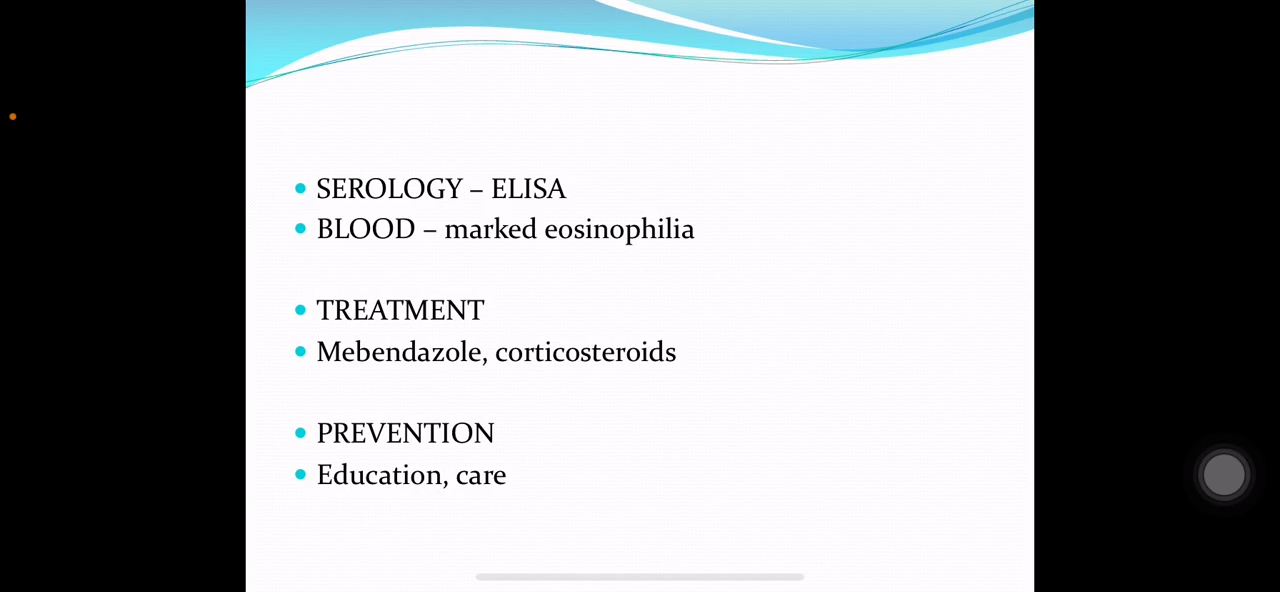 SEROLOGY – ELISA
BLOOD – marked eosinophilia
TREATMENT
Mebendazole, corticosteroids
PREVENTION
Education, care